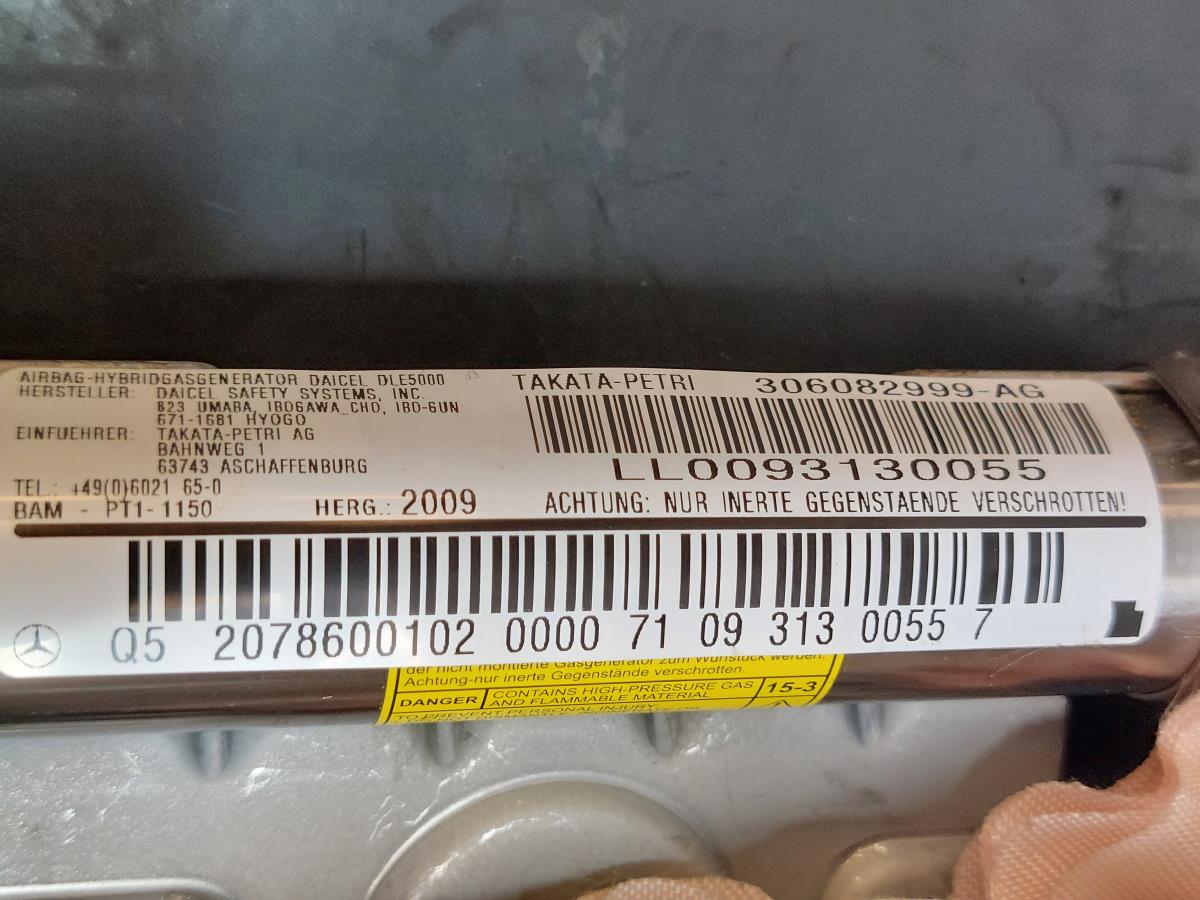 AIRBAG-HYBRIDGASGENERATOR DAICEL DLE5000
HERSTELLER: DAICEL SAFETY SYSTEMS, INC.
823 UMABA, IBO6AWA_CHO, IBO-6UN
671-1681 HYOGO
EINFUEHRER: TAKATA-PETRI AG
BAHNWEG 1
63743 ASCHAFFENBURG
TEL.: +49(0)6021 65-0
BAM - PT1-1150 HERG.: 2009
TAKATA-PETRI 306082999-AG
LL0093130055
ACHTUNG: NUR INERTE GEGENSTAENDE VERSCHROTTEN!
Q5 2078600102 0000 71 09 313 0055 7
der nicht montierte Gasgenerator zum Wurfstück werden.
Achtung-nur inerte Gegenstände verschrotten.
DANGER CONTAINS HIGH-PRESSURE GAS
AND FLAMMABLE MATERIAL
15-3
TO PREVENT PERSONAL INJURY